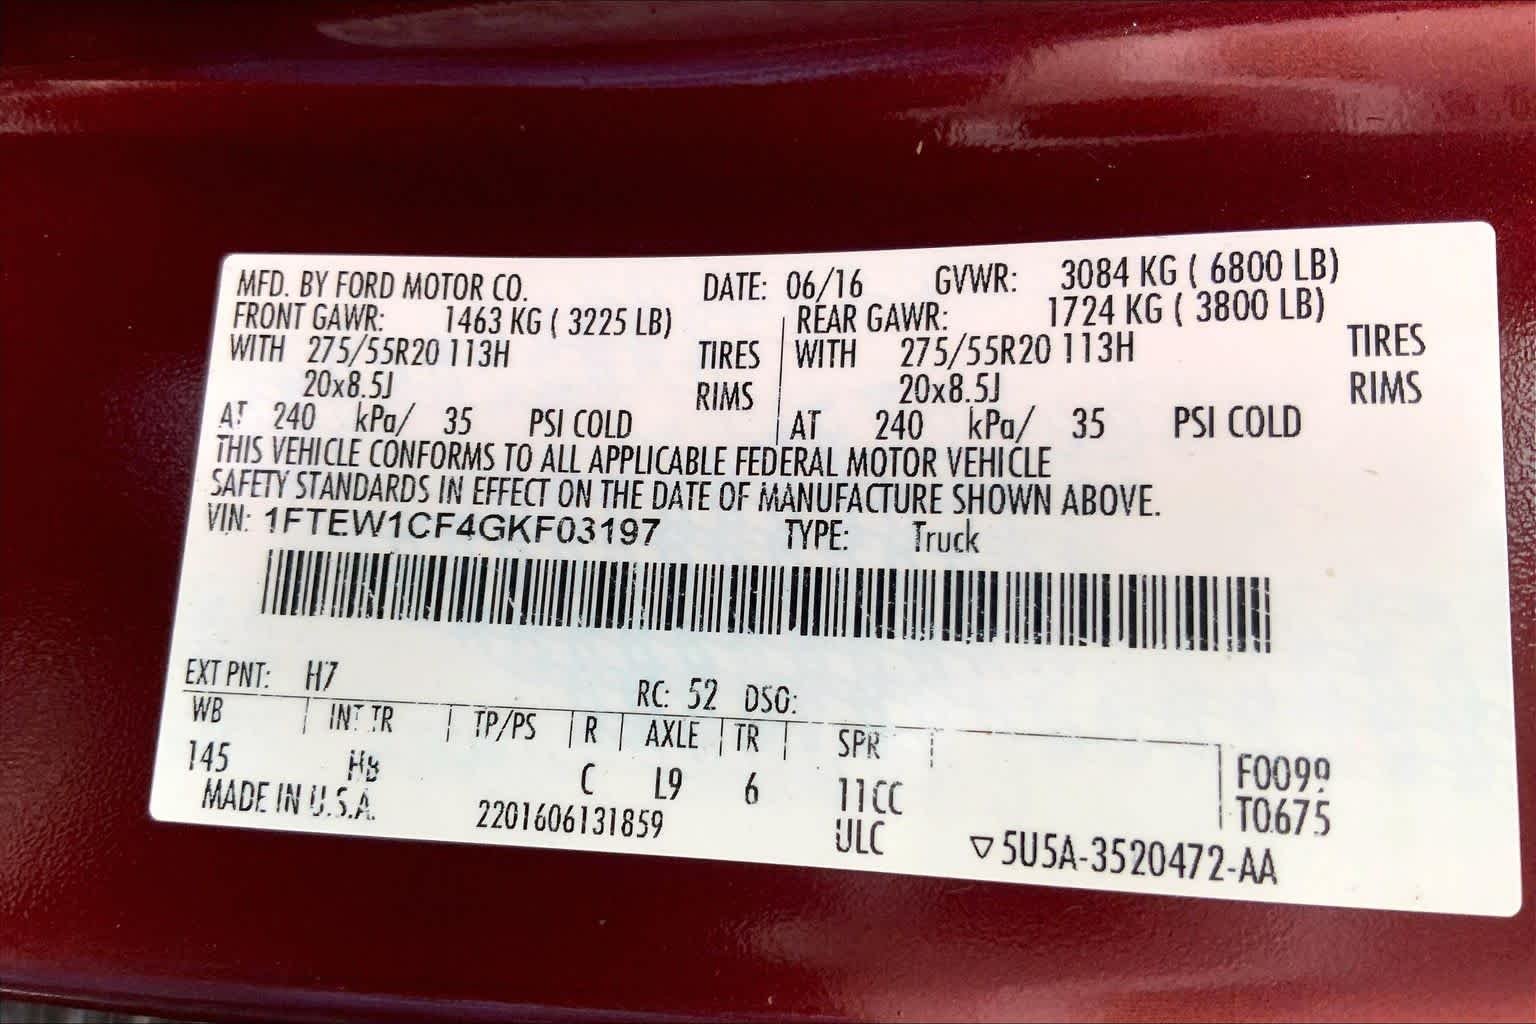 MFD. BY FORD MOTOR CO. DATE: 06/16 GVWR: 3084 KG ( 6800 LB)
FRONT GAWR: 1463 KG ( 3225 LB) REAR GAWR: 1724 KG ( 3800 LB)
WITH 275/55R20 113H TIRES WITH 275/55R20 113H TIRES
20x8.5J RIMS 20x8.5J RIMS
AT 240 kPa/ 35 PSI COLD AT 240 kPa/ 35 PSI COLD
THIS VEHICLE CONFORMS TO ALL APPLICABLE FEDERAL MOTOR VEHICLE
SAFETY STANDARDS IN EFFECT ON THE DATE OF MANUFACTURE SHOWN ABOVE.
VIN: 1FTEW1CF4GKF03197 TYPE: Truck
EXT PNT: H7 RC: 52 DSO:
WB INT TR TP/PS R AXLE TR SPR
145 HB C L9 6 11CC F0099
MADE IN U.S.A. 2201606131859 ULC T0675
▽5U5A-3520472-AA